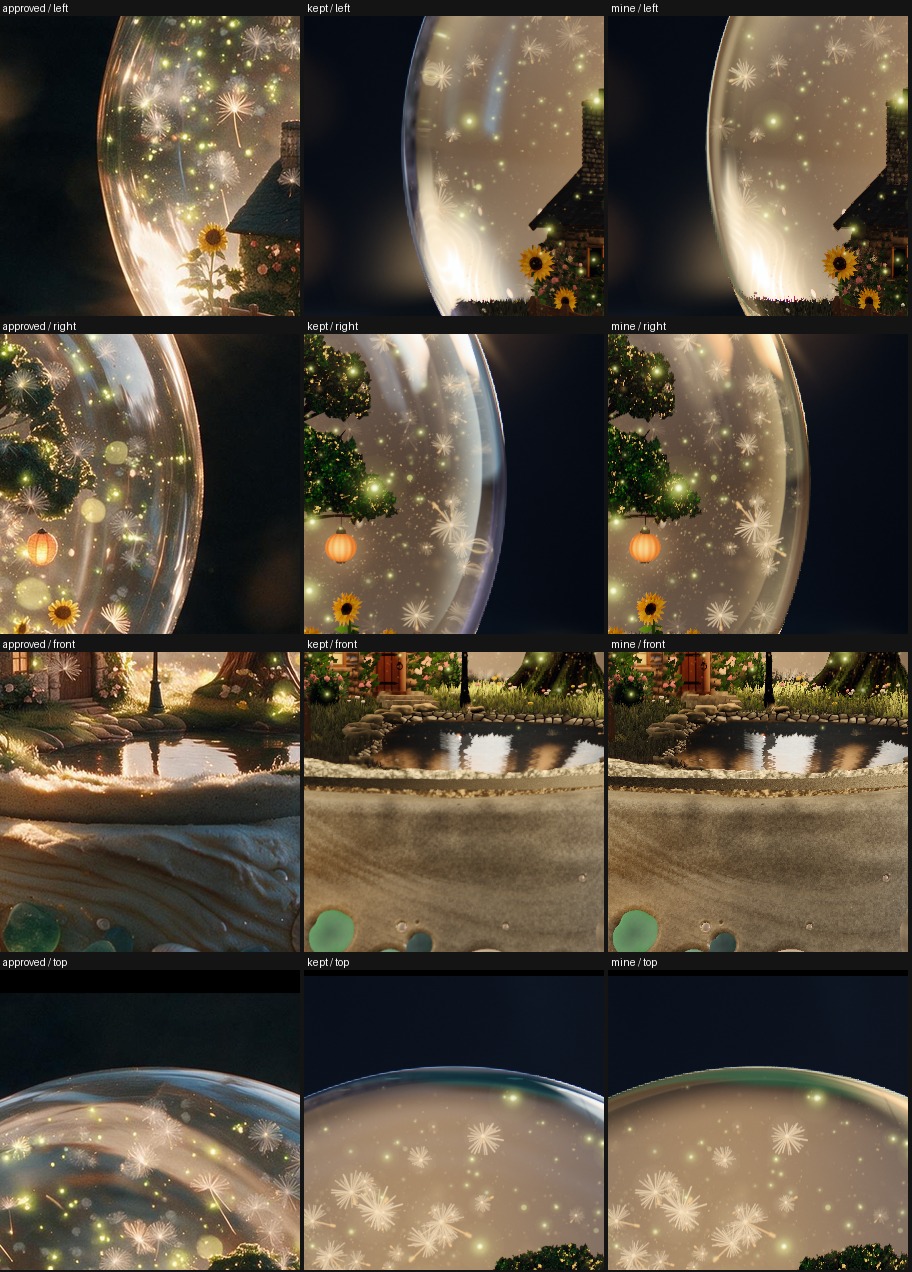 approved / left
kept / left
mine / left
approved / right
kept / right
mine / right
approved / front
kept / front
mine / front
approved / top
kept / top
mine / top